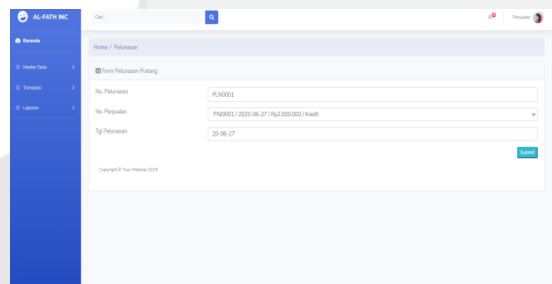 AL-FATH INC
Cari
Penjualan
Beranda
Home / Pelunasan
Master Data
Transaksi
Laporan
Form Pelunasan Piutang
No. Pelunasan
PLN0001
No. Penjualan
PNJ0001 / 2020-06-27 / Rp2.000.000 / Kredit
Tgl Pelunasan
20-06-27
Submit
Copyright © Your Website 2019